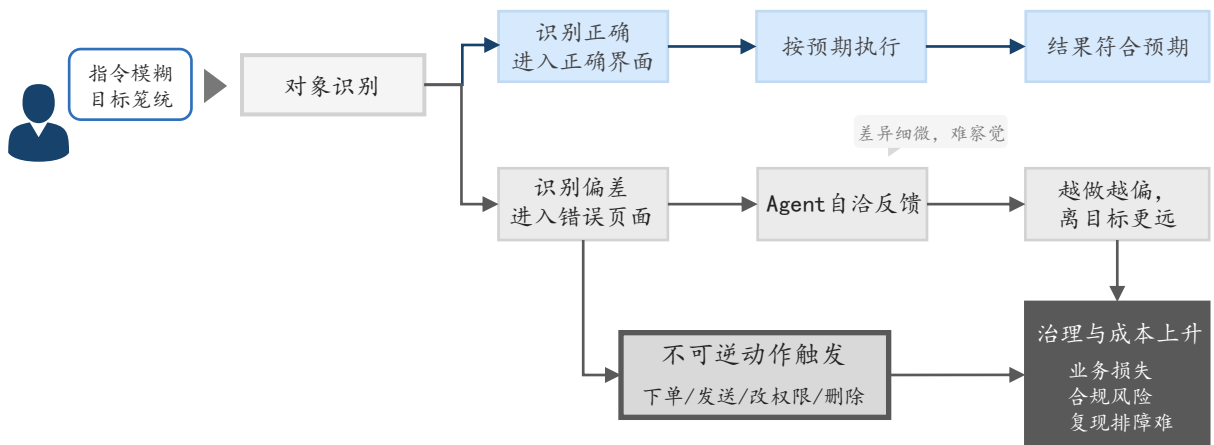 识别正确
进入正确界面
按预期执行
结果符合预期
指令模糊
目标笼统
对象识别
差异细微，难察觉
识别偏差
进入错误页面
Agent自洽反馈
越做越偏，
离目标更远
不可逆动作触发
下单/发送/改权限/删除
治理与成本上升
业务损失
合规风险
复现排障难